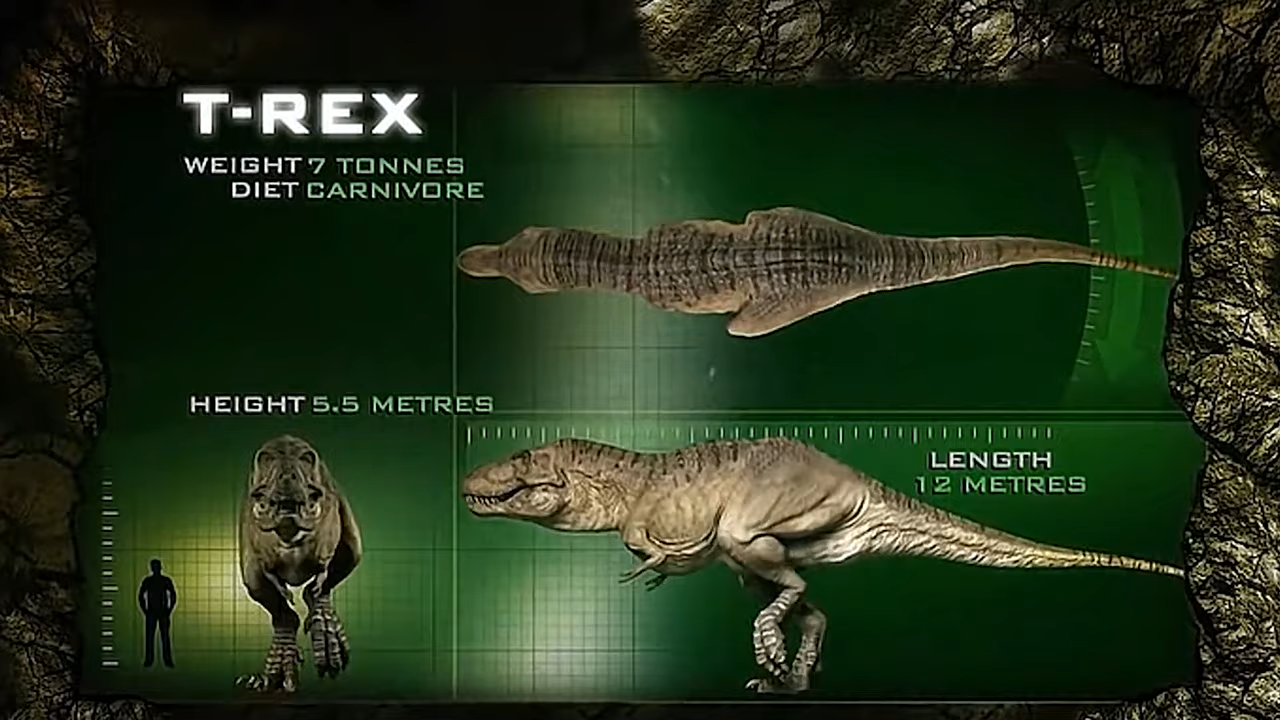 T-REX
WEIGHT 7 TONNES
DIET CARNIVORE
HEIGHT 5.5 METRES
LENGTH
12 METRES